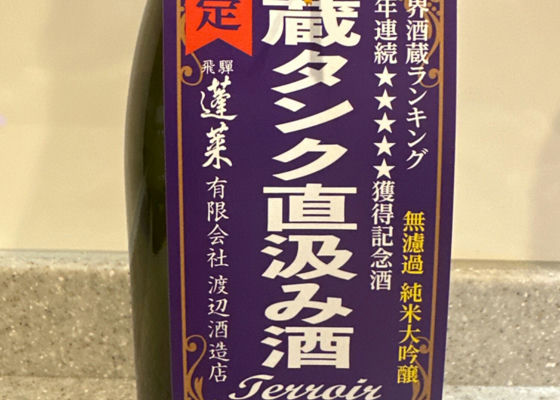 界酒蔵ランキング
年連続★★★★★獲得記念酒
無濾過 純米大吟醸
蔵タンク直汲み酒
定
飛騨
蓬莱
有限会社 渡辺酒造店
Terroir